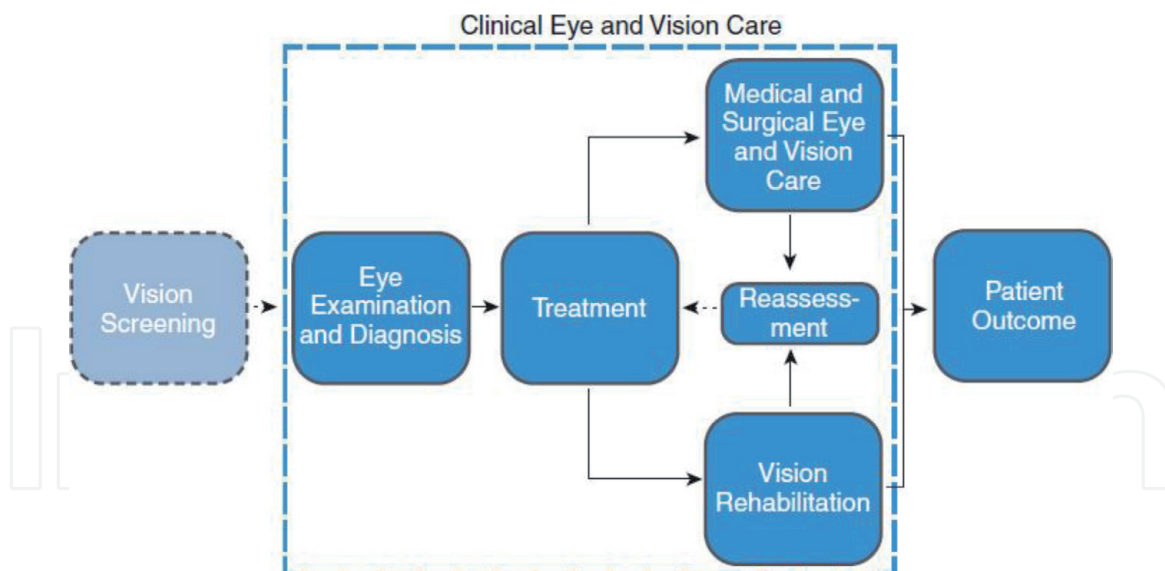 Clinical Eye and Vision Care
Vision
Screening
Eye
Examination
and Diagnosis
Treatment
Medical and
Surgical Eye
and Vision
Care
Reassess-
ment
Vision
Rehabilitation
Patient
Outcome